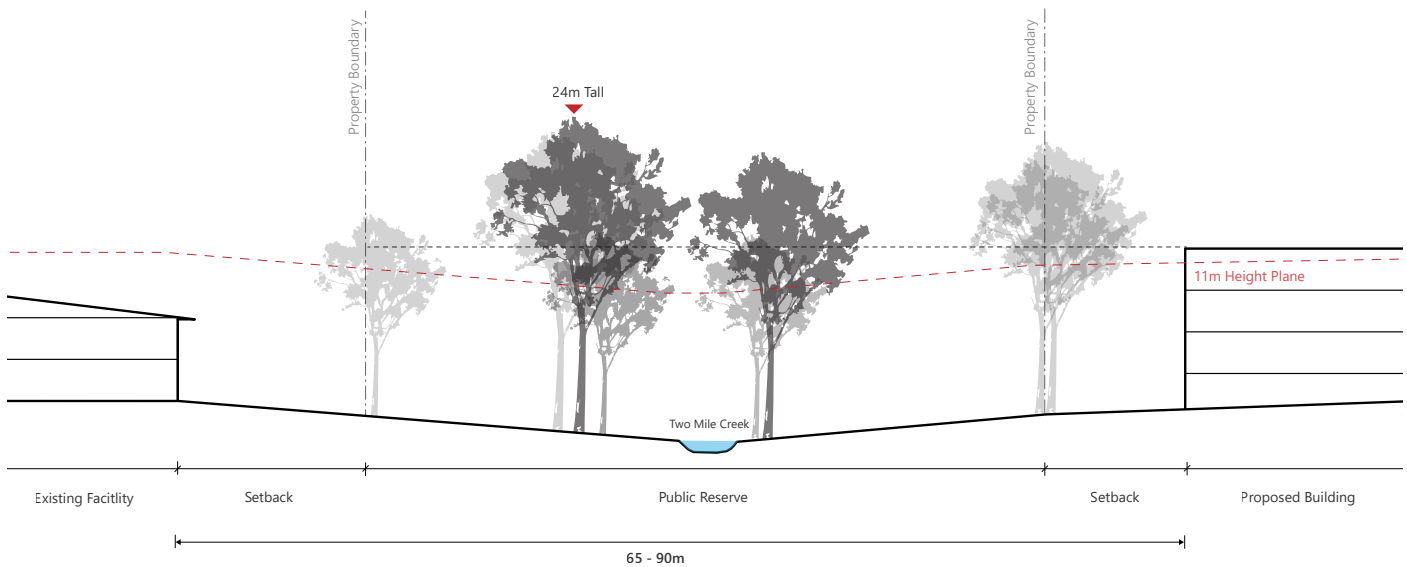 Property Boundary
24m Tall
Property Boundary
11m Height Plane
Two Mile Creek
Existing Facitlity
Setback
Public Reserve
Setback
Proposed Building
65 - 90m